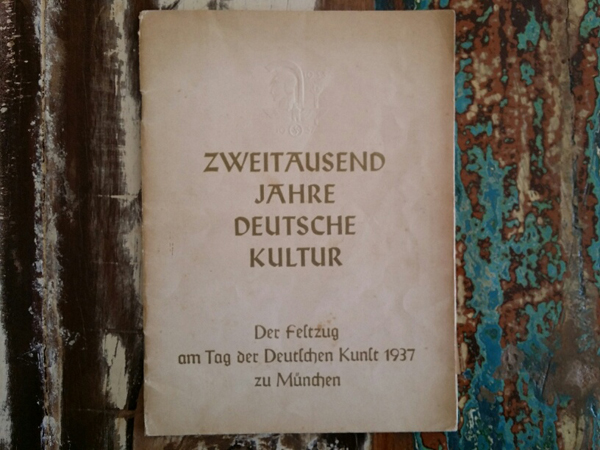 ZWEITAUSEND
JAHRE
DEUTSCHE
KULTUR
Der Feſtzug
am Tag der Deutſchen Kunſt 1937
zu München